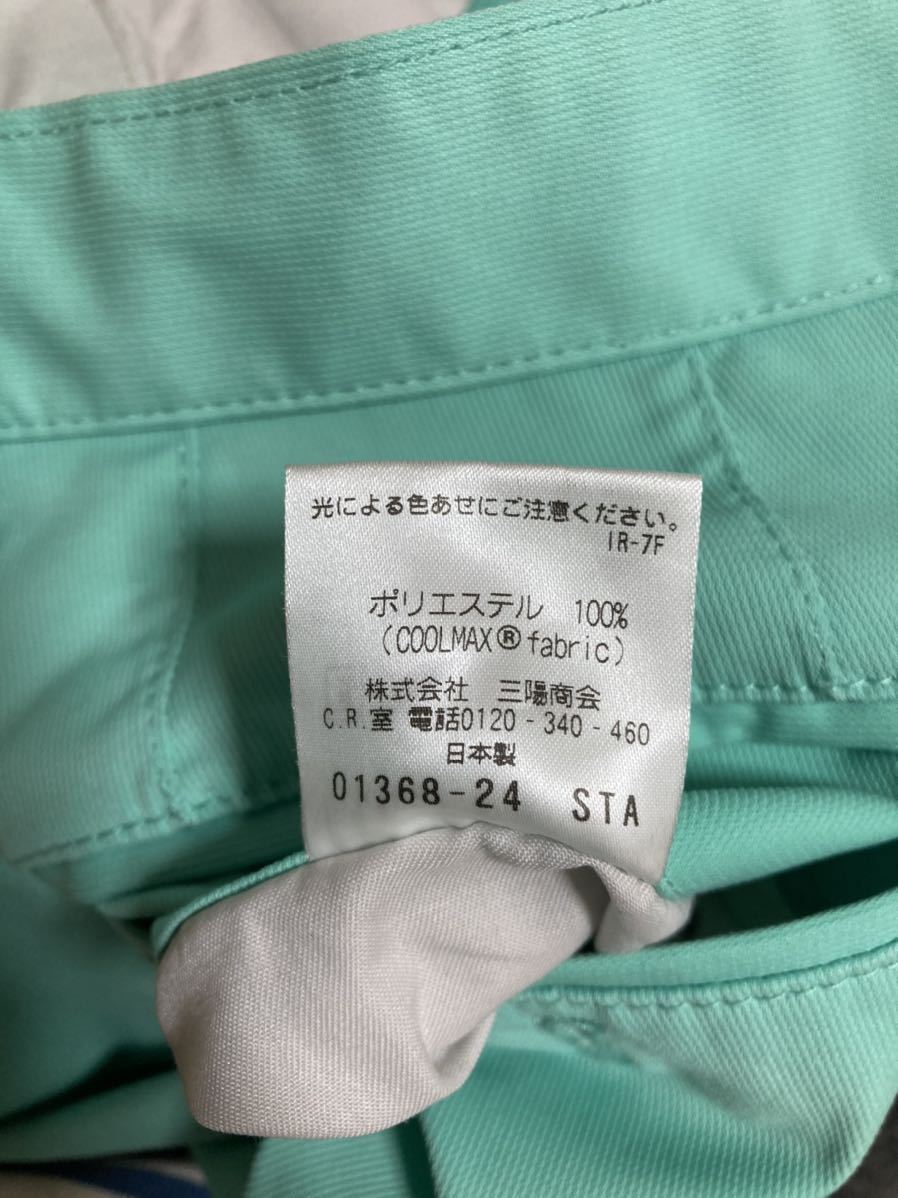 光による色あせにご注意ください。
IR-7F
ポリエステル 100%
(COOLMAX®fabric)
株式会社 三陽商会
C.R.室 電話0120-340-460
日本製
01368-24 STA